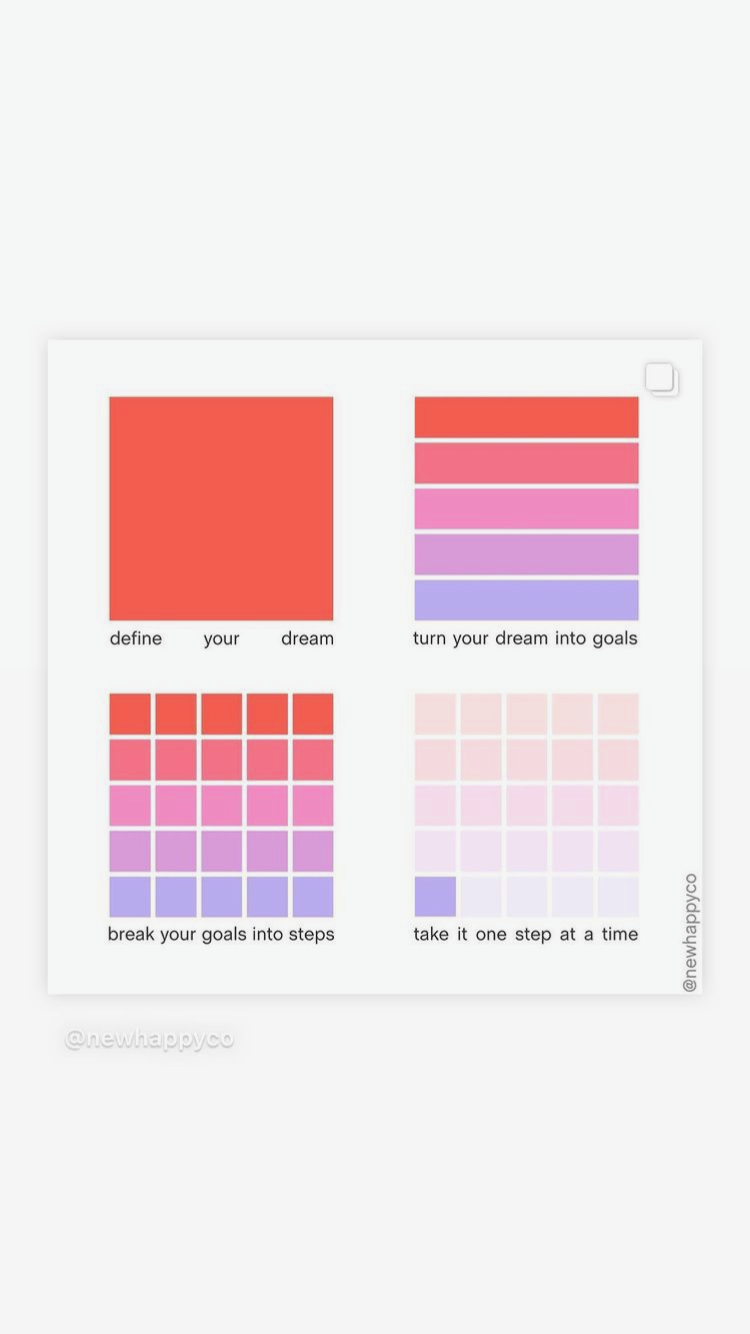 define your dream
turn your dream into goals
break your goals into steps
take it one step at a time
@newhappyco
@newhappyco